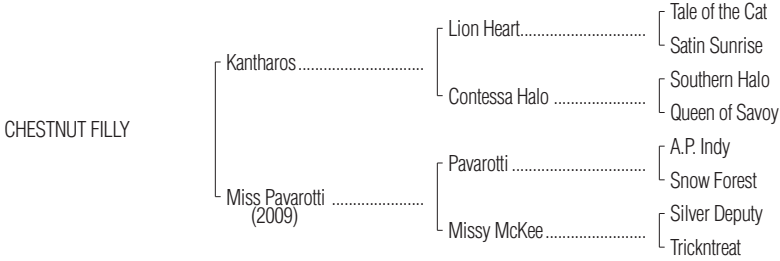 Tale of the Cat
Lion Heart..............................
Satin Sunrise
Kantharos..............................
Southern Halo
Contessa Halo ......................
Queen of Savoy
CHESTNUT FILLY
A.P. Indy
Pavarotti ................................
Snow Forest
Miss Pavarotti ......................
(2009)
Silver Deputy
Missy McKee........................
Trickntreat